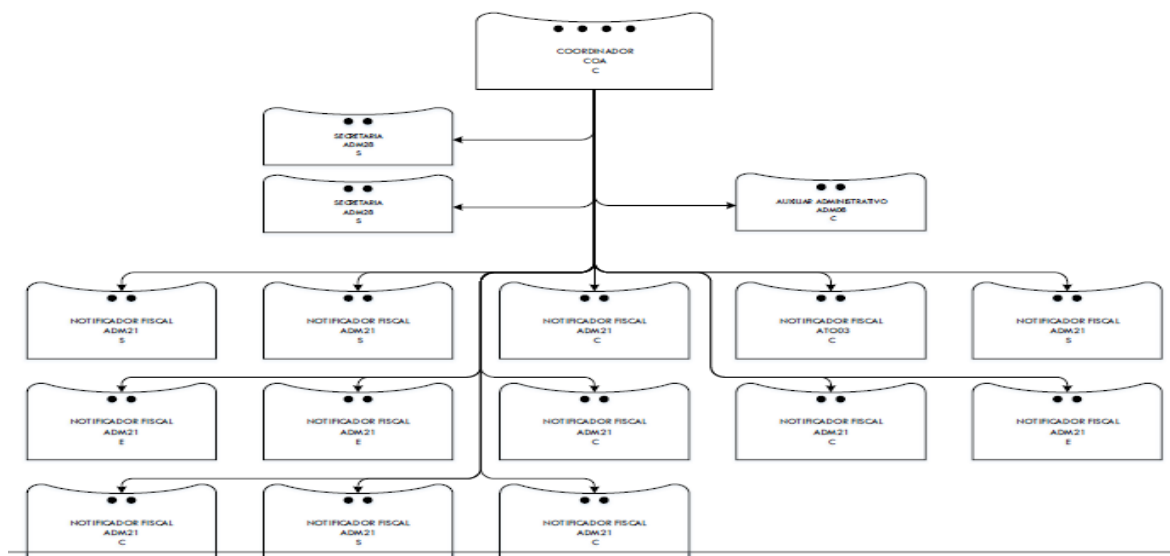 COORDINADOR
COA
C
SECRETARIA
ADM28
S
SECRETARIA
ADM28
S
AUXILIAR ADMINISTRATIVO
ADM08
C
NOTIFICADOR FISCAL
ADM21
S
NOTIFICADOR FISCAL
ADM21
S
NOTIFICADOR FISCAL
ADM21
C
NOTIFICADOR FISCAL
ATO03
C
NOTIFICADOR FISCAL
ADM21
S
NOTIFICADOR FISCAL
ADM21
E
NOTIFICADOR FISCAL
ADM21
E
NOTIFICADOR FISCAL
ADM21
C
NOTIFICADOR FISCAL
ADM21
C
NOTIFICADOR FISCAL
ADM21
E
NOTIFICADOR FISCAL
ADM21
C
NOTIFICADOR FISCAL
ADM21
S
NOTIFICADOR FISCAL
ADM21
C